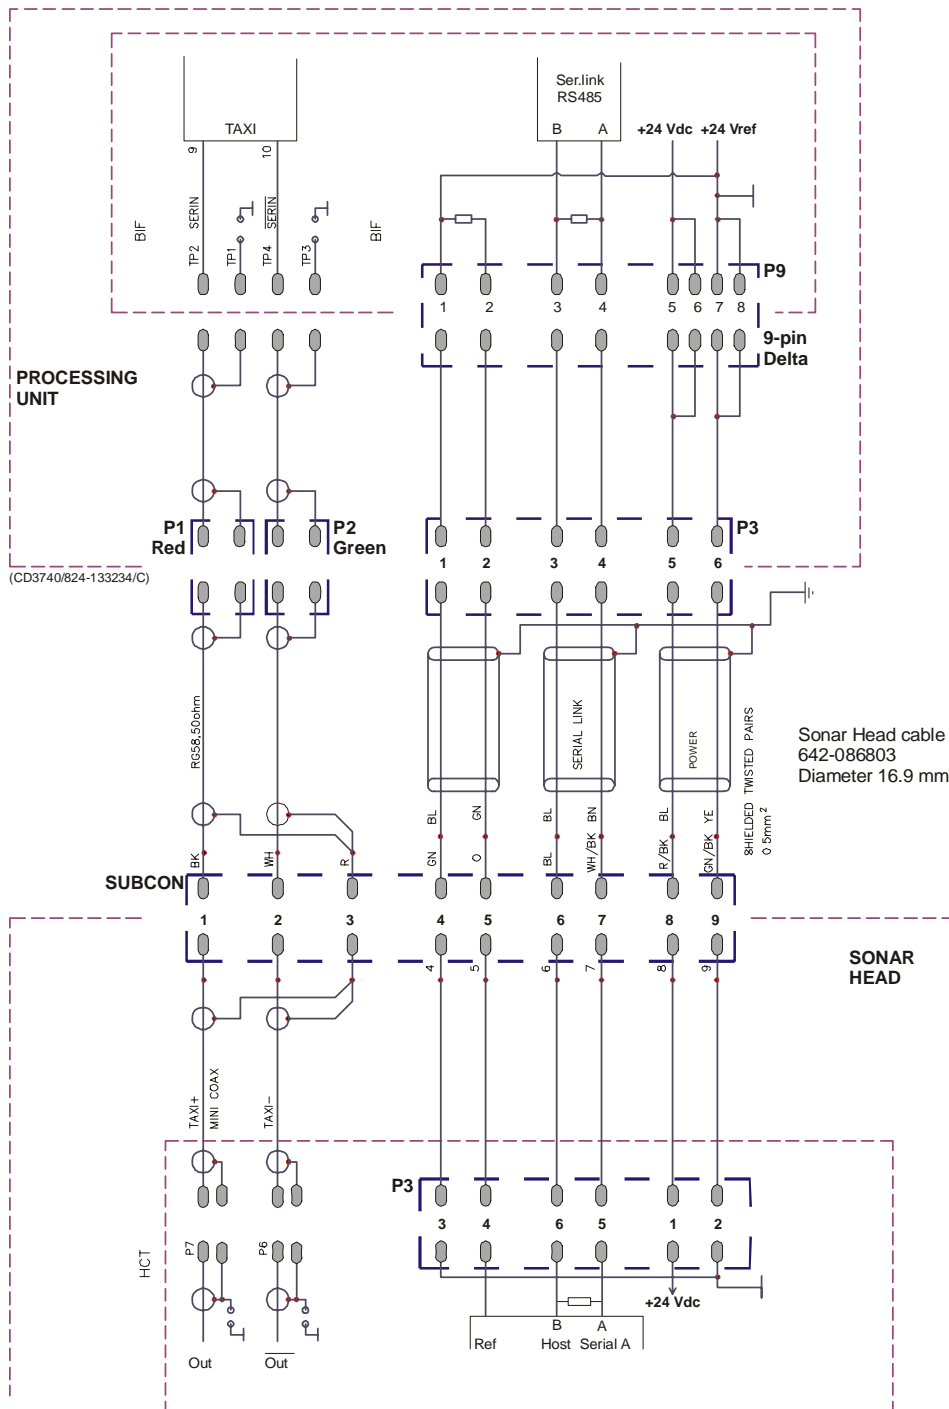 Ser.link
RS485
TAXI
B A
+24 Vdc +24 Vref
9 10
SERIN SERIN
BIF BIF
TP2 TP1 TP4 TP3
P9
1 2 3 4 5 6 7 8
9-pin
Delta
PROCESSING
UNIT
P1
Red
P2
Green
P3
1 2 3 4 5 6
(CD3740/824-133234/C)
RG58,50ohm
SERIAL LINK
POWER
SHIELDED TWISTED PAIRS
0 5mm²
Sonar Head cable
642-086803
Diameter 16.9 mm
BL GN BL BN BL YE
BK WH R GN O BL WH/BK R/BK GN/BK
SUBCON
1 2 3 4 5 6 7 8 9
4 5 6 7 8 9
SONAR
HEAD
TAXI+
MINI COAX
TAXI-
P3
3 4 6 5 1 2
HCT
P7 P6
+24 Vdc
B A
Ref Host Serial A
Out Out